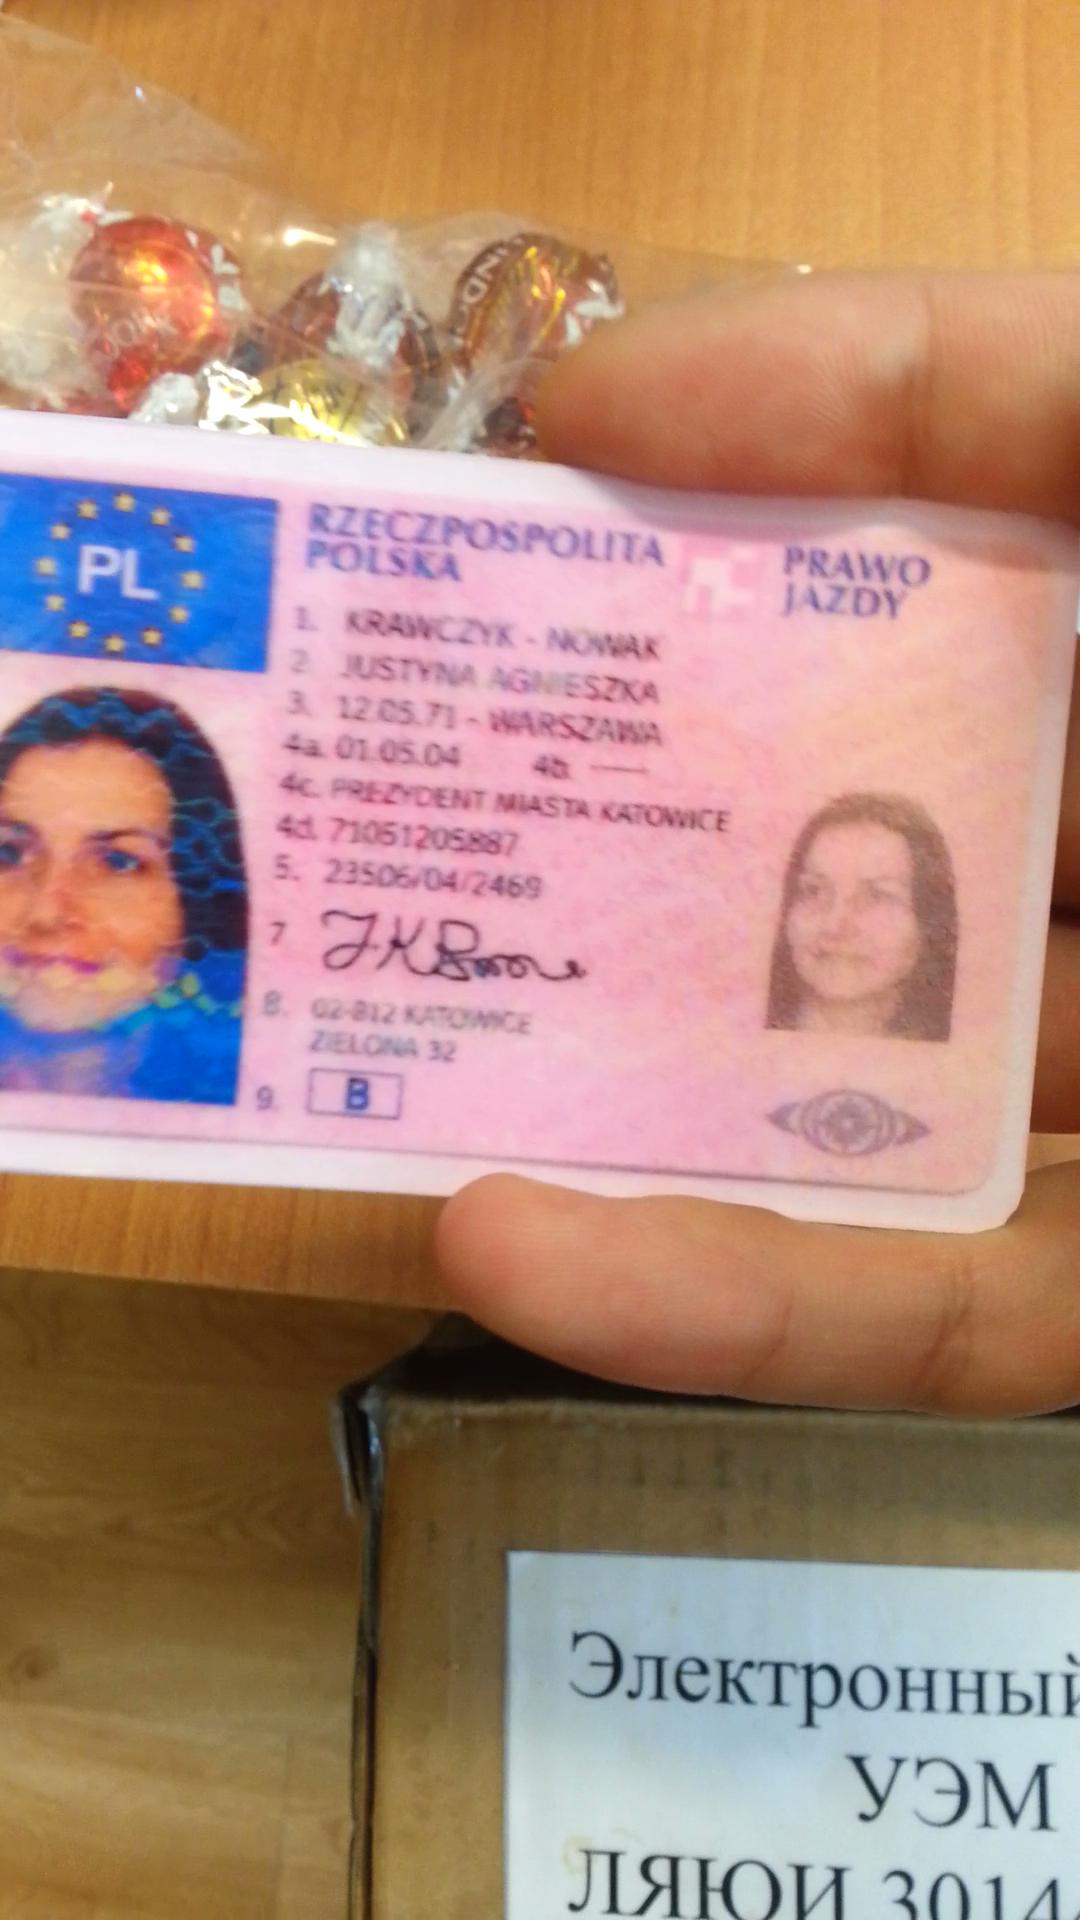 LINDOR
PL
RZECZPOSPOLITA
POLSKA
PRAWO
JAZDY
1. KRAWCZYK - NOWAK
2. JUSTYNA AGNIESZKA
3. 12.05.71 - WARSZAWA
4a. 01.05.04 4b. ——
4c. PREZYDENT MIASTA KATOWICE
4d. 71051205887
5. 23506/04/2469
7
8. 02-812 KATOWICE
ZIELONA 32
9. B
Электронный
УЭМ
ЛЯЮИ 3014